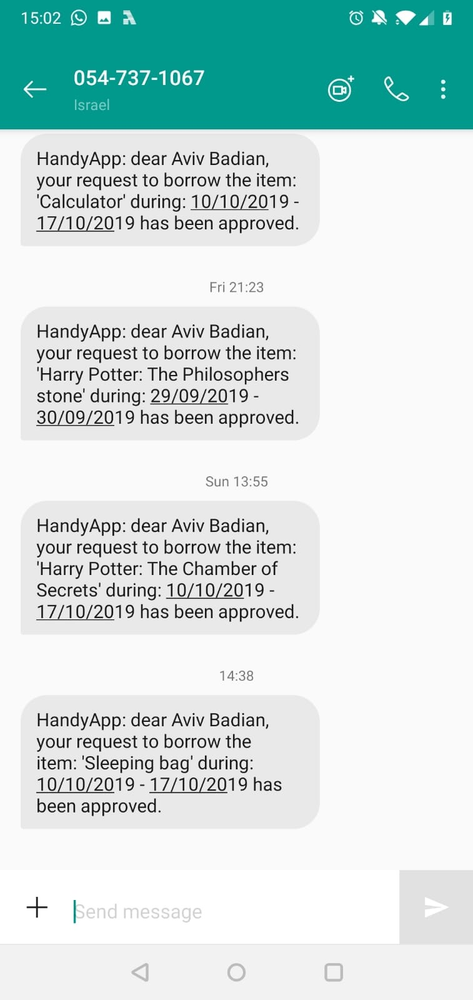 15:02
054-737-1067
Israel
HandyApp: dear Aviv Badian,
your request to borrow the item:
'Calculator' during: 10/10/2019 -
17/10/2019 has been approved.
Fri 21:23
HandyApp: dear Aviv Badian,
your request to borrow the item:
'Harry Potter: The Philosophers
stone' during: 29/09/2019 -
30/09/2019 has been approved.
Sun 13:55
HandyApp: dear Aviv Badian,
your request to borrow the item:
'Harry Potter: The Chamber of
Secrets' during: 10/10/2019 -
17/10/2019 has been approved.
14:38
HandyApp: dear Aviv Badian,
your request to borrow the
item: 'Sleeping bag' during:
10/10/2019 - 17/10/2019 has
been approved.
Send message